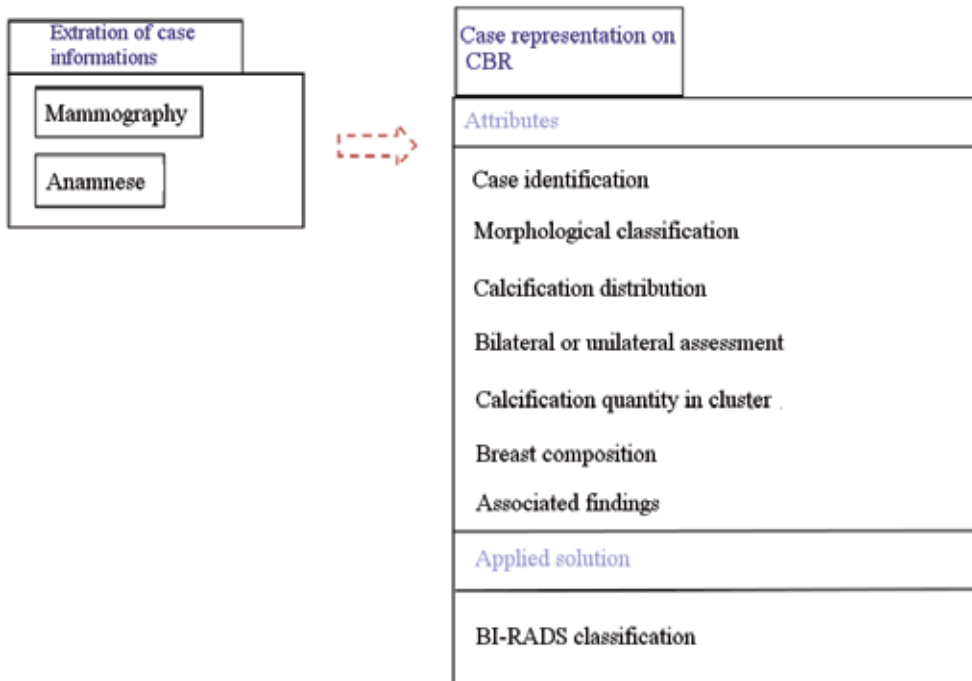 Extration of case
informations
Mammography
Anamnese
Case representation on
CBR
Attributes
Case identification
Morphological classification
Calcification distribution
Bilateral or unilateral assessment
Calcification quantity in cluster
Breast composition
Associated findings
Applied solution
BI-RADS classification